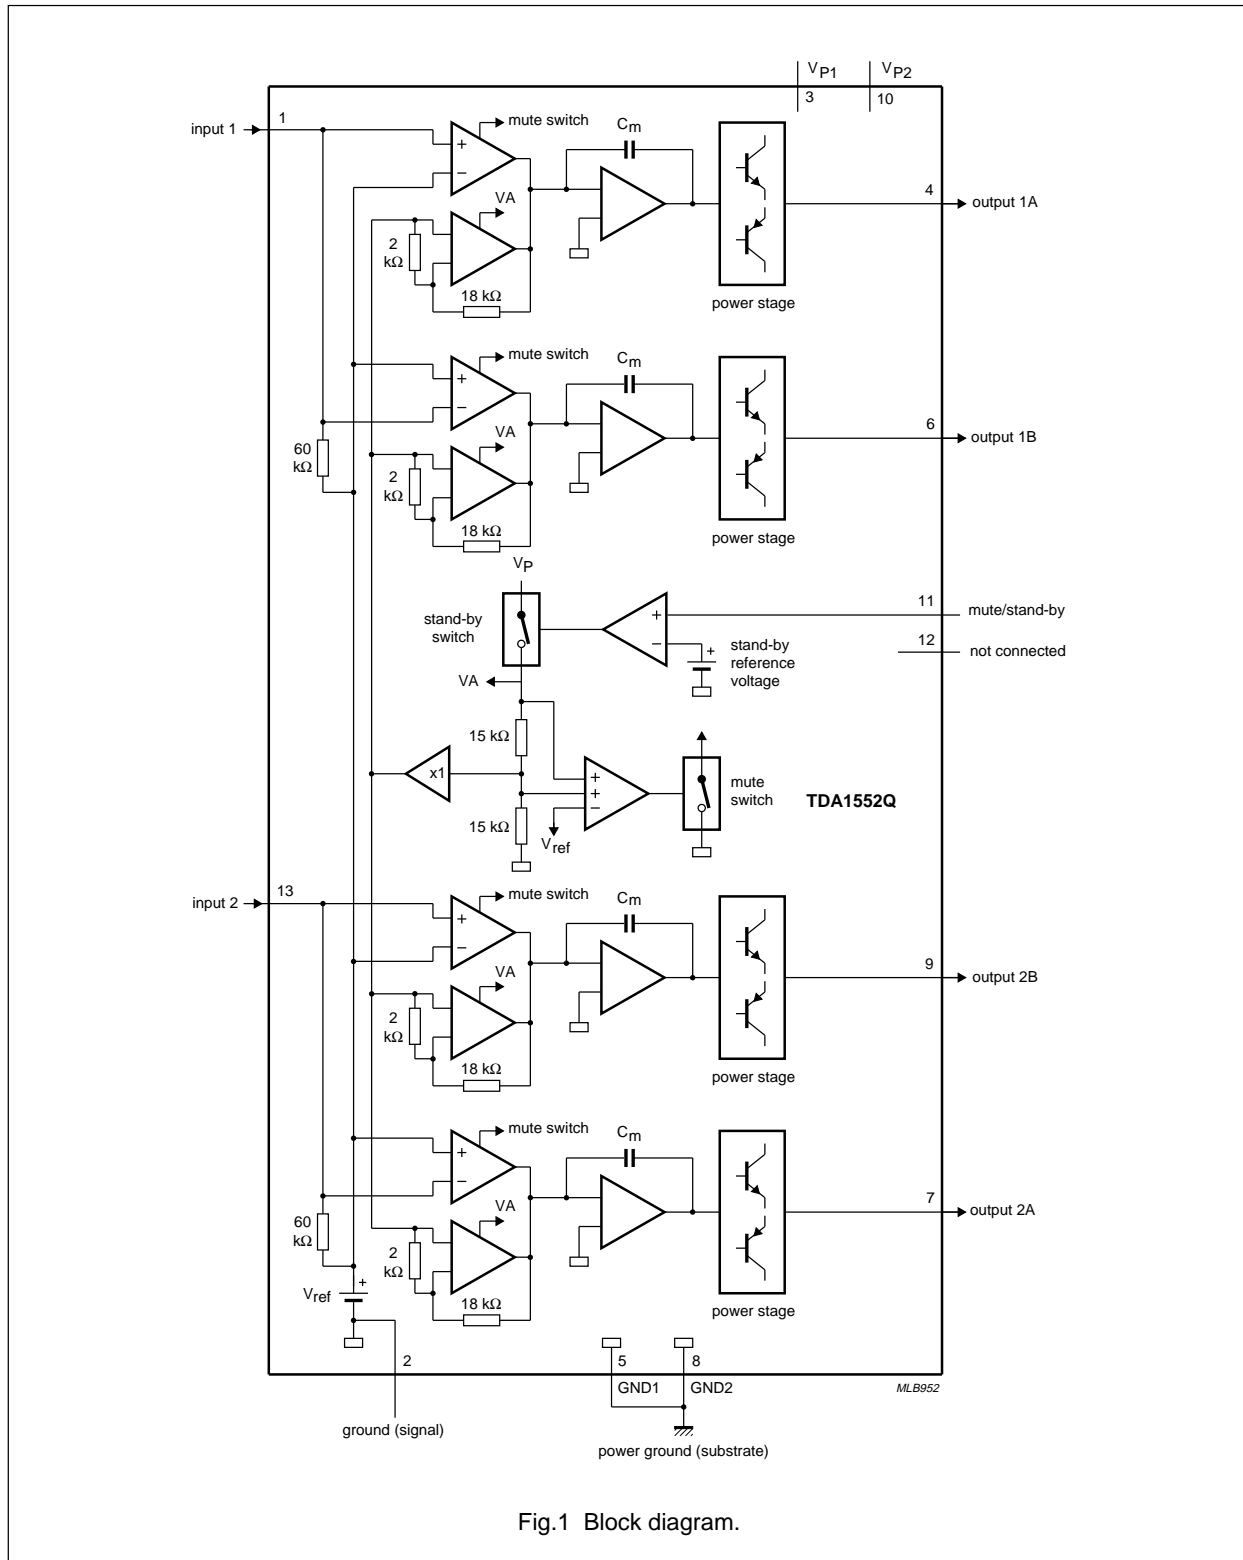 VP1
VP2
3
10
input 1
1
mute switch
Cm
+
−
VA
2
kΩ
18 kΩ
power stage
4
output 1A
mute switch
Cm
+
−
VA
60
kΩ
2
kΩ
18 kΩ
power stage
6
output 1B
VP
stand-by
switch
+
−
11
mute/stand-by
12
not connected
+
stand-by
reference
voltage
VA
15 kΩ
x1
+
+
−
mute
switch
TDA1552Q
15 kΩ
Vref
input 2
13
mute switch
Cm
+
−
VA
2
kΩ
18 kΩ
power stage
9
output 2B
mute switch
Cm
+
−
VA
60
kΩ
2
kΩ
18 kΩ
power stage
7
output 2A
Vref
+
2
5
8
GND1
GND2
MLB952
ground (signal)
power ground (substrate)
Fig.1 Block diagram.